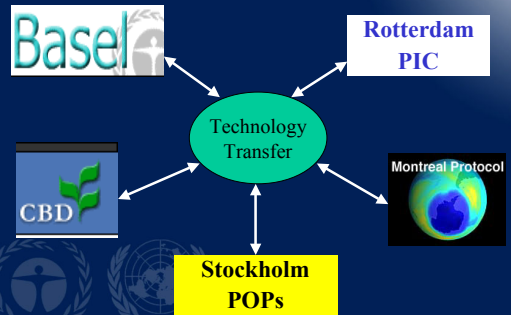 Basel
Rotterdam
PIC
Technology
Transfer
CBD
Montreal Protocol
Stockholm
POPs